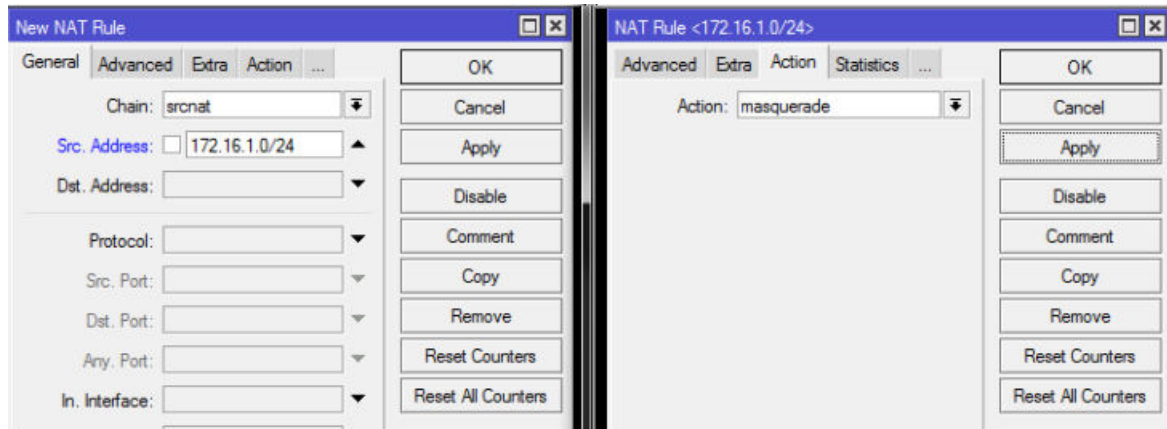 New NAT Rule
General Advanced Extra Action ...
Chain: srcnat
Src. Address: 172.16.1.0/24
Dst. Address:
Protocol:
Src. Port:
Dst. Port:
Any. Port:
In. Interface:
OK
Cancel
Apply
Disable
Comment
Copy
Remove
Reset Counters
Reset All Counters
NAT Rule <172.16.1.0/24>
Advanced Extra Action Statistics ...
Action: masquerade
OK
Cancel
Apply
Disable
Comment
Copy
Remove
Reset Counters
Reset All Counters